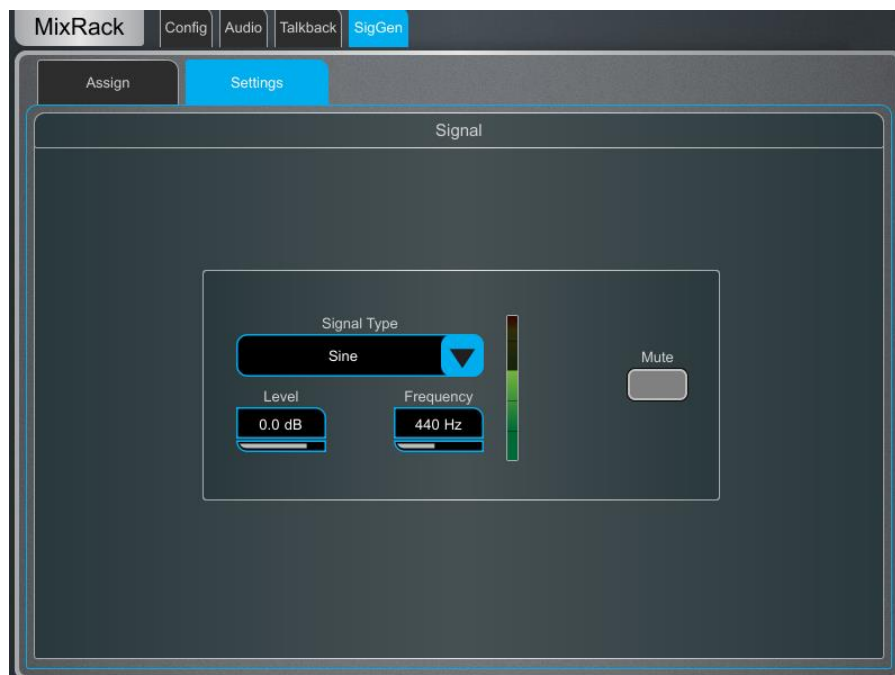 MixRack Config Audio Talkback SigGen
Assign Settings
Signal
Signal Type
Sine
Mute
Level Frequency
0.0 dB 440 Hz